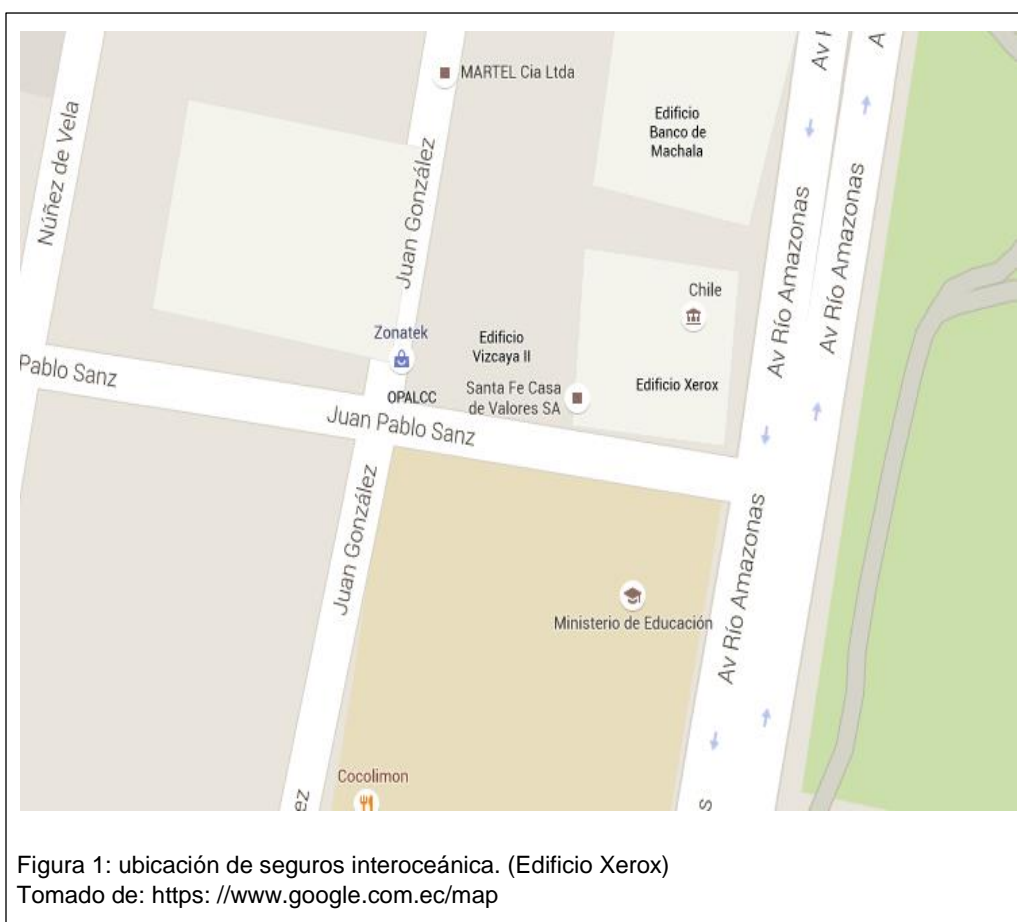 MARTEL Cia Ltda
Av R
A
Edificio
Banco de
Machala
Núñez de Vela
Juan González
Av Río Amazonas
Av Río Amazonas
Chile
Zonatek
Edificio
Vizcaya II
Edificio Xerox
Pablo Sanz
OPALCC
Santa Fe Casa
de Valores SA
Juan Pablo Sanz
Juan González
Av Río Amazonas
Ministerio de Educación
Cocolimon
ez
s
Figura 1: ubicación de seguros interoceánica. (Edificio Xerox)
Tomado de: https: //www.google.com.ec/map